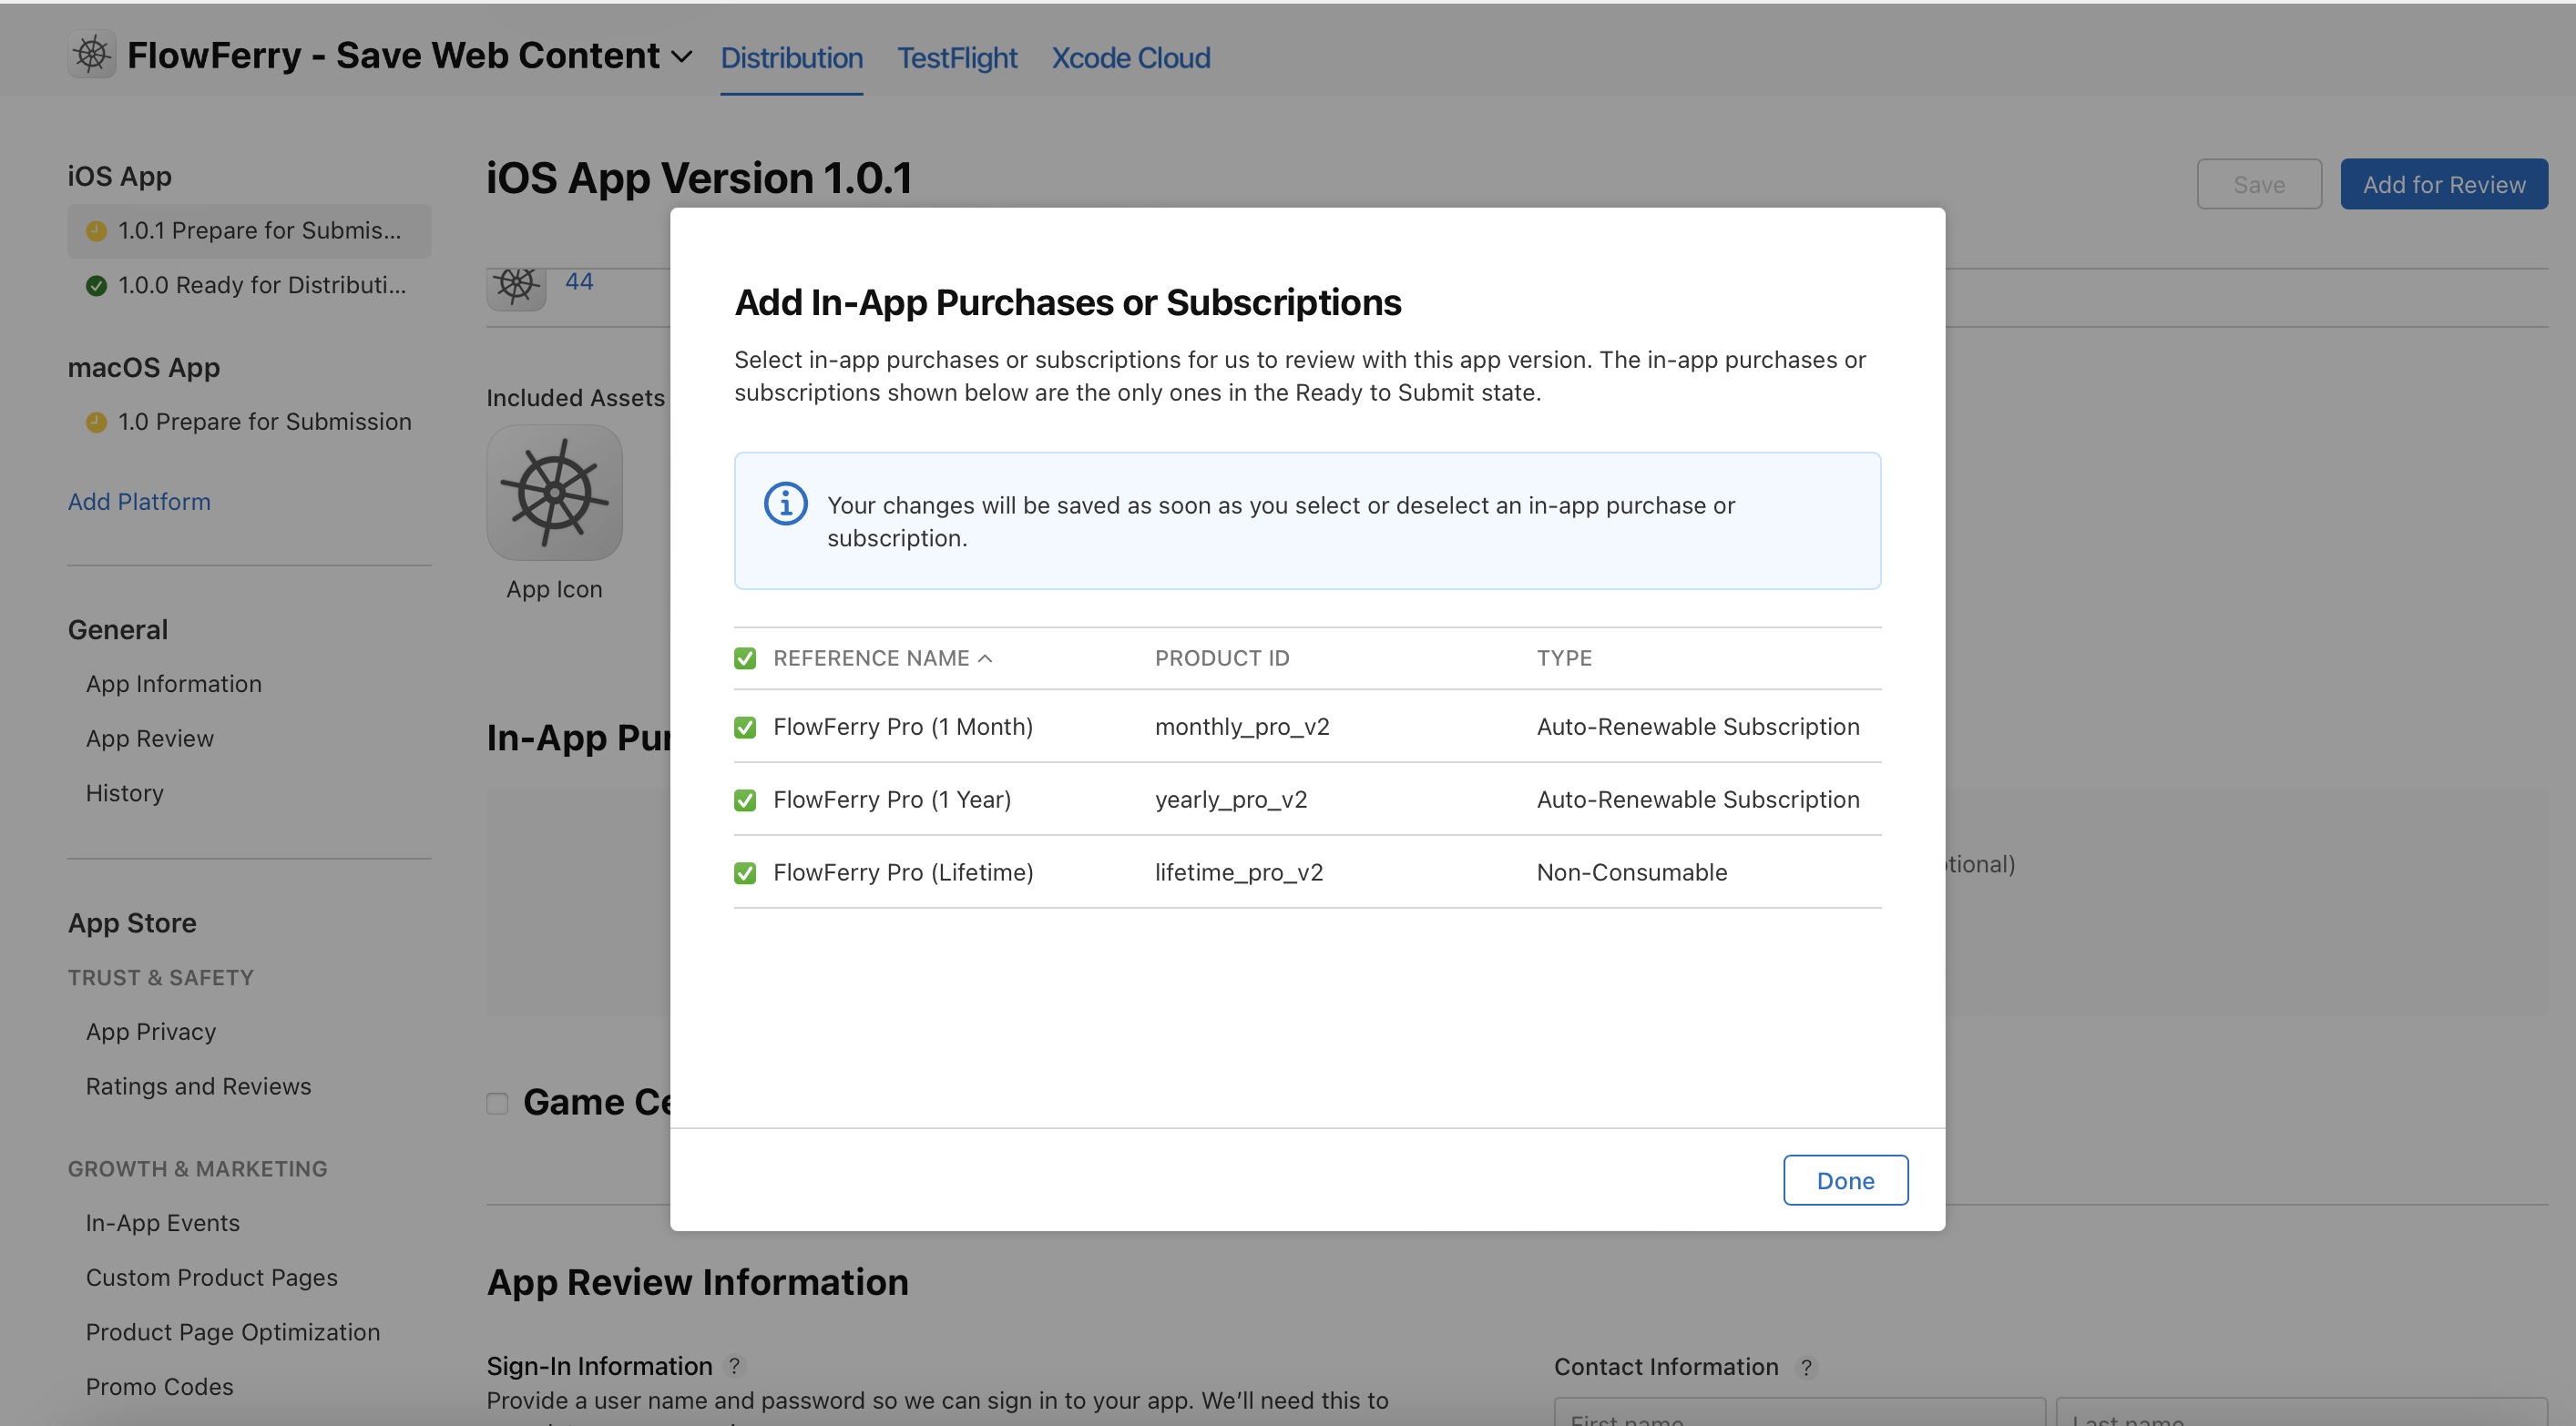 FlowFerry - Save Web Content
Distribution
TestFlight
Xcode Cloud
iOS App
1.0.1 Prepare for Submis...
1.0.0 Ready for Distributi...
macOS App
1.0 Prepare for Submission
Add Platform
General
App Information
App Review
History
App Store
TRUST & SAFETY
App Privacy
Ratings and Reviews
GROWTH & MARKETING
In-App Events
Custom Product Pages
Product Page Optimization
Promo Codes
iOS App Version 1.0.1
Save
Add for Review
44
Included Assets
App Icon
In-App Pur
tional)
Game Ce
App Review Information
Sign-In Information ?
Provide a user name and password so we can sign in to your app. We'll need this to
Contact Information ?
First name
Last name
Add In-App Purchases or Subscriptions
Select in-app purchases or subscriptions for us to review with this app version. The in-app purchases or
subscriptions shown below are the only ones in the Ready to Submit state.
Your changes will be saved as soon as you select or deselect an in-app purchase or
subscription.
REFERENCE NAME PRODUCT ID TYPE
FlowFerry Pro (1 Month) monthly_pro_v2 Auto-Renewable Subscription
FlowFerry Pro (1 Year) yearly_pro_v2 Auto-Renewable Subscription
FlowFerry Pro (Lifetime) lifetime_pro_v2 Non-Consumable
Done